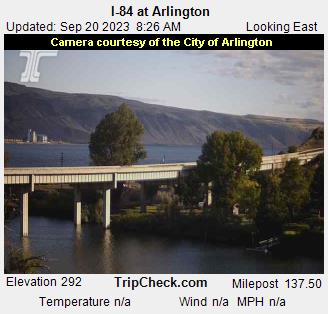 I-84 at Arlington
Updated: Sep 20 2023 8:26 AM Looking East
Camera courtesy of the City of Arlington
Elevation 292 TripCheck.com Milepost 137.50
Temperature n/a Wind n/a MPH n/a